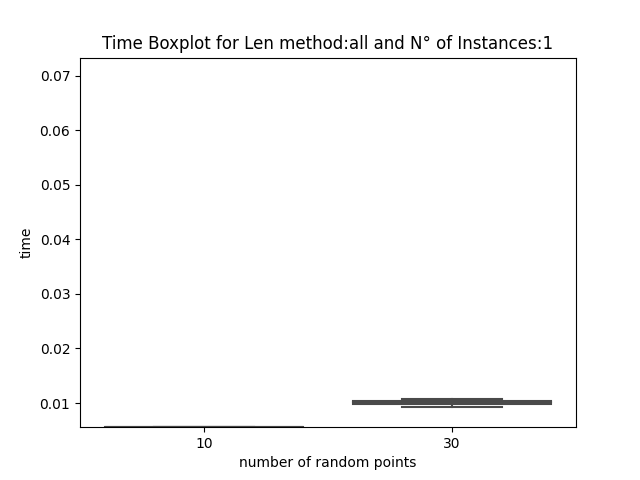 Time Boxplot for Len method:all and N° of Instances:1
0.07
0.06
0.05
0.04
0.03
0.02
0.01
time
10 30
number of random points